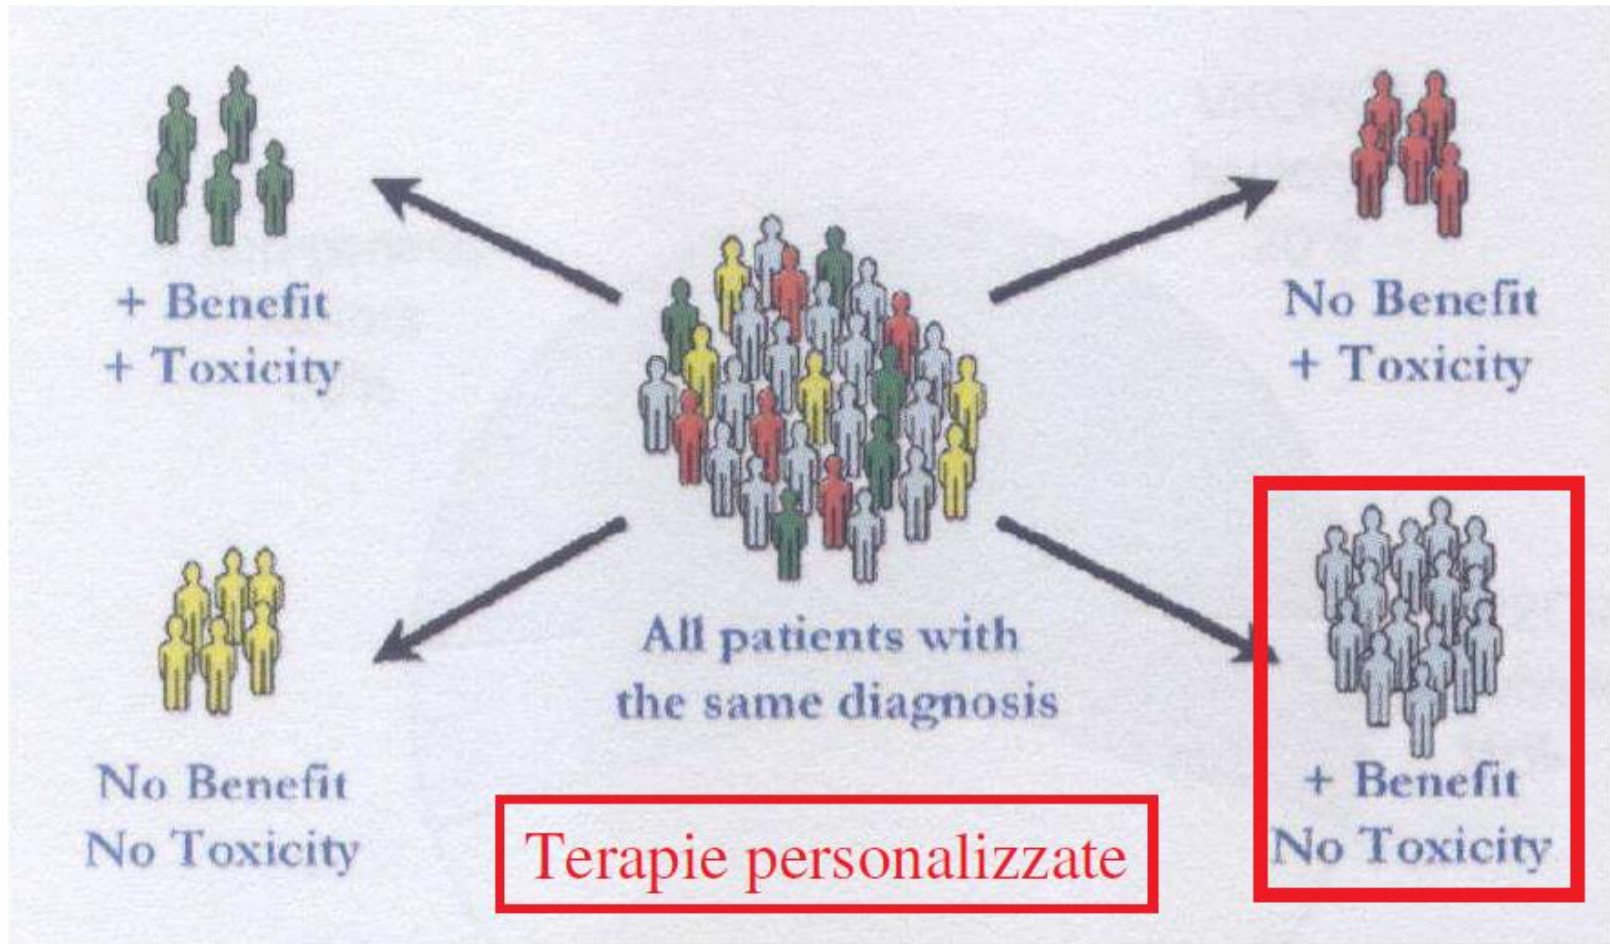 + Benefit
+ Toxicity
No Benefit
+ Toxicity
All patients with
the same diagnosis
No Benefit
No Toxicity
+ Benefit
No Toxicity
Terapie personalizzate